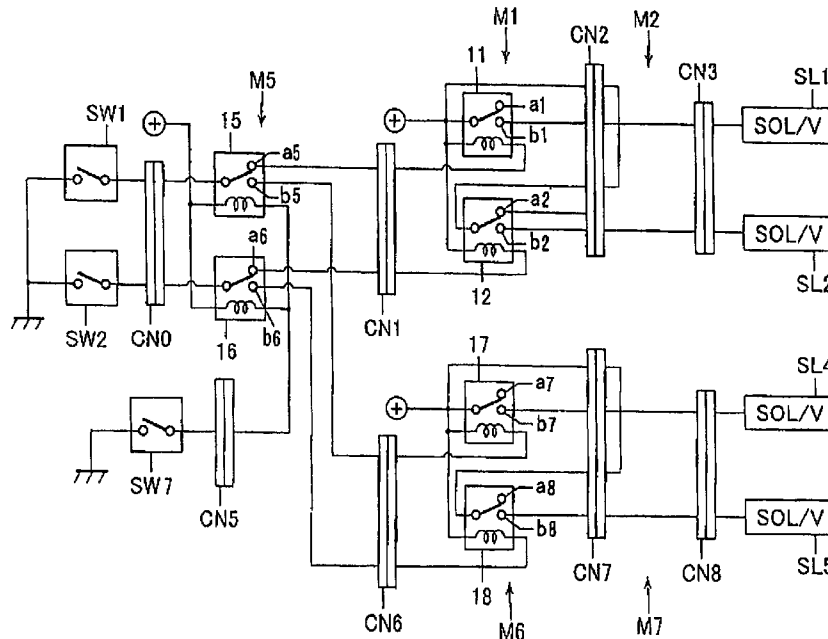 M1
M2
CN2
11
CN3
SL1
M5
SW1
15
a1
a5
b1
SOL/V
b5
a2
a6
b2
SOL/V
b6
12
SL2
SW2
CN0
16
CN1
17
SL4
a7
b7
SOL/V
SW7
CN5
a8
b8
SOL/V
18
CN7
CN8
SL5
CN6
M6
M7